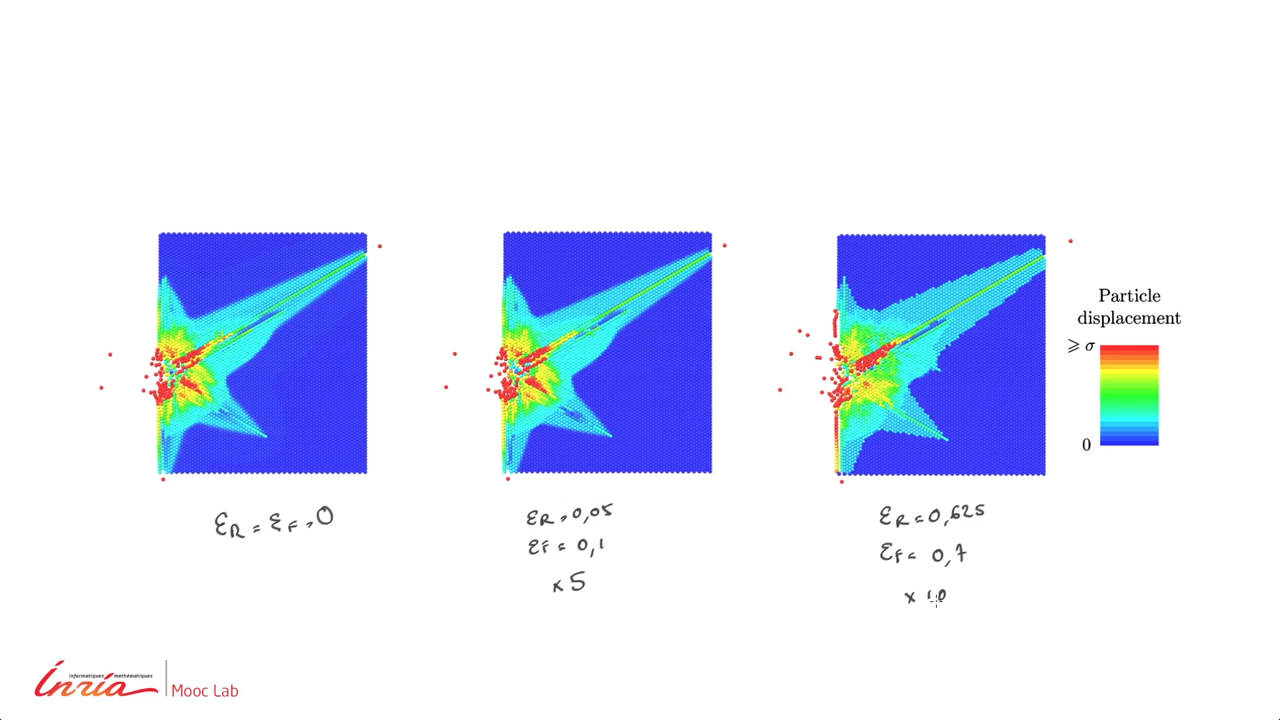 Particle
displacement
⩾ σ
0
ε_R = ε_F = 0
ε_R = 0,05
ε_F = 0,1
× 5
ε_R = 0,625
ε_F = 0,7
× 10
informatiques mathématiques
Inria
Mooc Lab